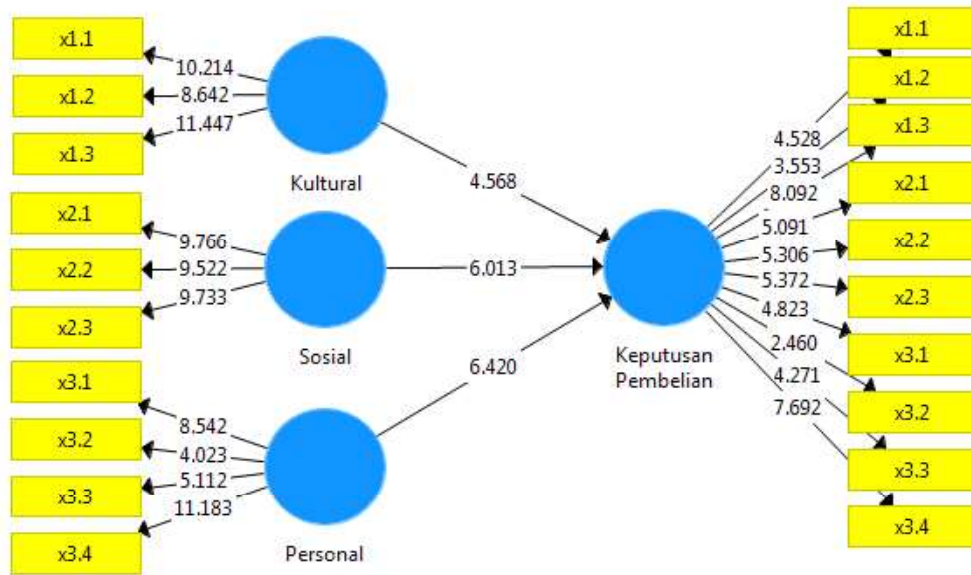 x1.1
x1.2
x1.3
10.214
8.642
11.447
Kultural
x2.1
x2.2
x2.3
9.766
9.522
9.733
Sosial
x3.1
x3.2
x3.3
x3.4
8.542
4.023
5.112
11.183
Personal
4.568
6.013
6.420
Keputusan
Pembelian
4.528
3.553
8.092
5.091
5.306
5.372
4.823
2.460
4.271
7.692
x1.1
x1.2
x1.3
x2.1
x2.2
x2.3
x3.1
x3.2
x3.3
x3.4